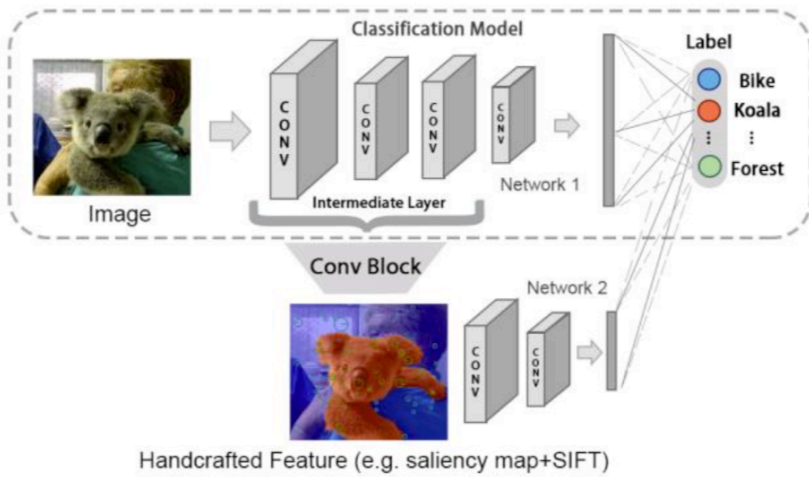 Classification Model
Label
CONV
CONV
CONV
CONV
Bike
Koala
...
Forest
Network 1
Image
Intermediate Layer
Conv Block
Network 2
CONV
CONV
Handcrafted Feature (e.g. saliency map+SIFT)